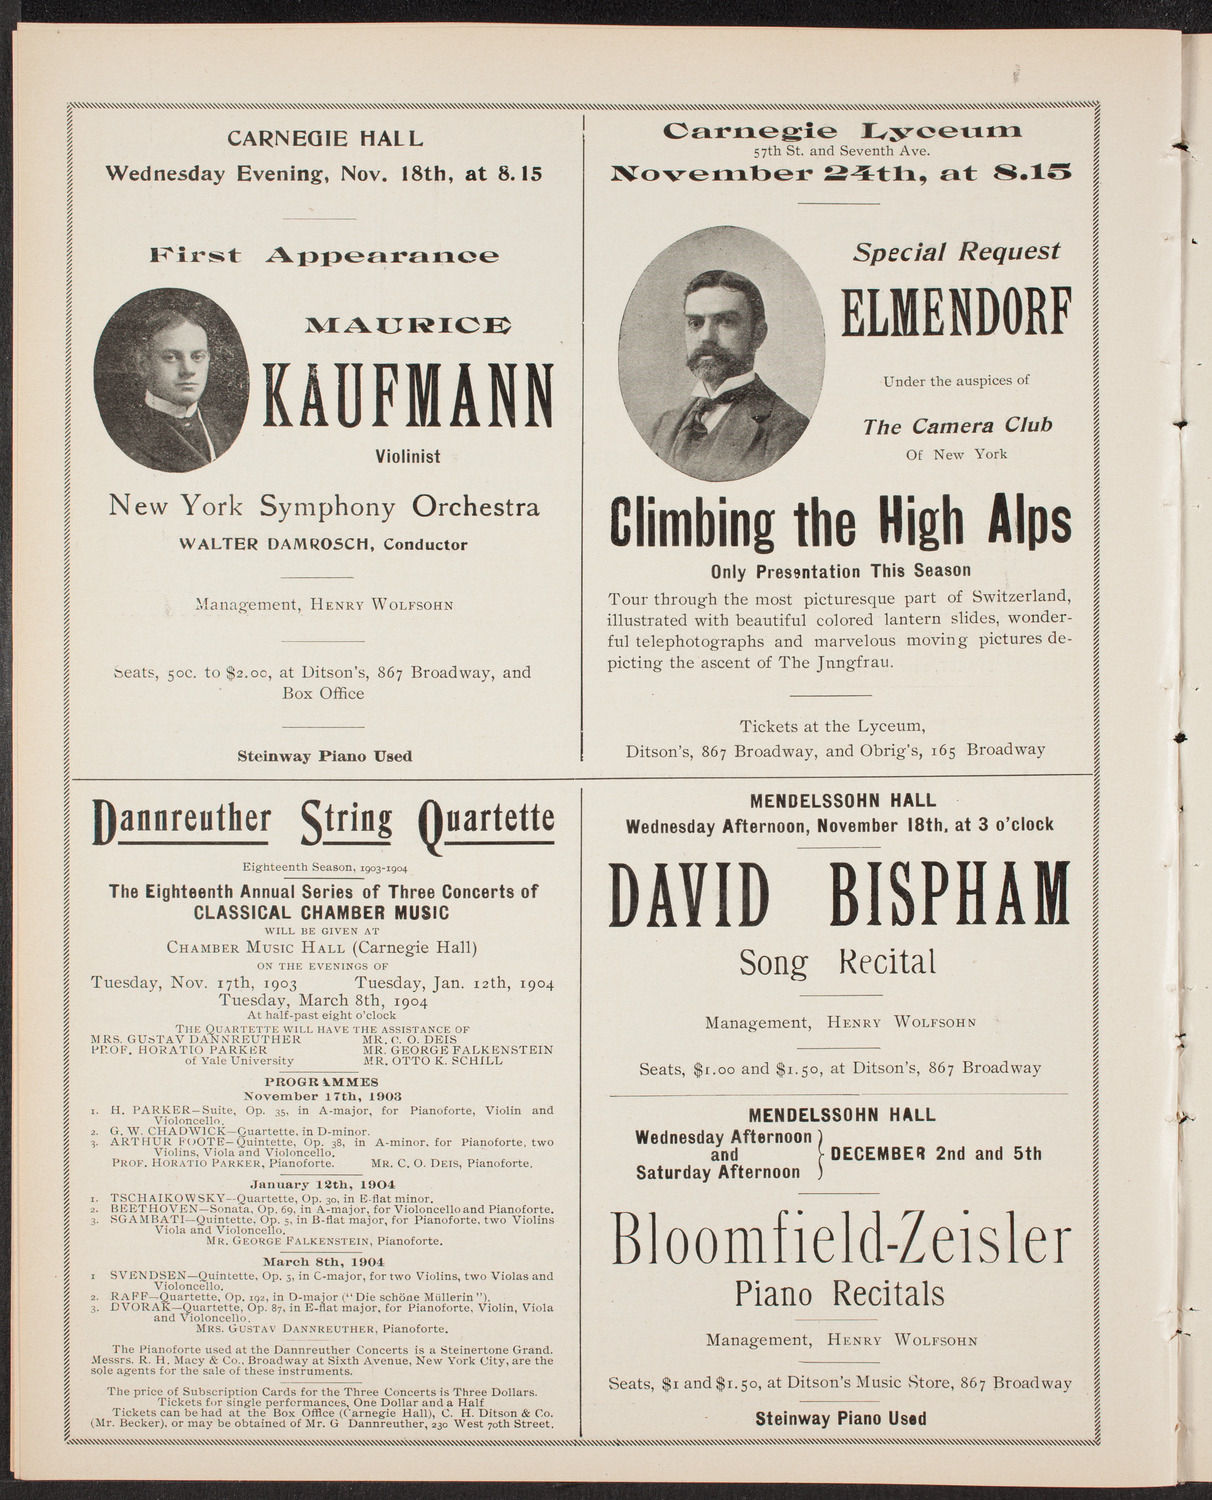 CARNEGIE HALL
Wednesday Evening, Nov. 18th, at 8.15
First Appearance
MAURICE
KAUFMANN
Violinist
New York Symphony Orchestra
WALTER DAMROSCH, Conductor
Management, HENRY WOLFSOHN
Seats, 50c. to $2.00, at Ditson's, 867 Broadway, and
Box Office
Steinway Piano Used
Carnegie Lyceum
57th St. and Seventh Ave.
November 24th, at 8.15
Special Request
ELMENDORF
Under the auspices of
The Camera Club
Of New York
Climbing the High Alps
Only Presentation This Season
Tour through the most picturesque part of Switzerland,
illustrated with beautiful colored lantern slides, wonder-
ful telephotographs and marvelous moving pictures de-
picting the ascent of The Jnngfrau.
Tickets at the Lyceum,
Ditson's, 867 Broadway, and Obrig's, 165 Broadway
Dannreuther String Quartette
Eighteenth Season, 1903-1904
The Eighteenth Annual Series of Three Concerts of
CLASSICAL CHAMBER MUSIC
WILL BE GIVEN AT
CHAMBER MUSIC HALL (Carnegie Hall)
ON THE EVENINGS OF
Tuesday, Nov. 17th, 1903 Tuesday, Jan. 12th, 1904
Tuesday, March 8th, 1904
At half-past eight o'clock
THE QUARTETTE WILL HAVE THE ASSISTANCE OF
MRS. GUSTAV DANNREUTHER MR. C. O. DEIS
PROF. HORATIO PARKER MR. GEORGE FALKENSTEIN
of Yale University MR. OTTO K. SCHILL
PROGRAMMES
November 17th, 1903
1. H. PARKER—Suite, Op. 35, in A-major, for Pianoforte, Violin and
Violoncello.
2. G. W. CHADWICK—Quartette, in D-minor.
3. ARTHUR FOOTE—Quintette, Op. 38, in A-minor, for Pianoforte, two
Violins, Viola and Violoncello.
PROF. HORATIO PARKER, Pianoforte. MR. C. O. DEIS, Pianoforte.
January 12th, 1904
1. TSCHAIKOWSKY--Quartette, Op. 30, in E-flat minor.
2. BEETHOVEN—Sonata, Op. 69, in A-major, for Violoncello and Pianoforte.
3. SGAMBATI—Quintette, Op. 5, in B-flat major, for Pianoforte, two Violins
Viola and Violoncello.
MR. GEORGE FALKENSTEIN, Pianoforte.
March 8th, 1904
1 SVENDSEN—Quintette, Op. 5, in C-major, for two Violins, two Violas and
Violoncello.
2. RAFF—Quartette, Op. 192, in D-major ("Die schöne Müllerin").
3. DVORAK—Quartette, Op. 87, in E-flat major, for Pianoforte, Violin, Viola
and Violoncello.
MRS. GUSTAV DANNREUTHER, Pianoforte.
The Pianoforte used at the Dannreuther Concerts is a Steinertone Grand.
Messrs. R. H. Macy & Co., Broadway at Sixth Avenue, New York City, are the
sole agents for the sale of these instruments.
The price of Subscription Cards for the Three Concerts is Three Dollars.
Tickets for single performances, One Dollar and a Half
Tickets can be had at the Box Office (Carnegie Hall), C. H. Ditson & Co.
(Mr. Becker), or may be obtained of Mr. G Dannreuther, 230 West 70th Street.
MENDELSSOHN HALL
Wednesday Afternoon, November 18th, at 3 o'clock
DAVID BISPHAM
Song Recital
Management, HENRY WOLFSOHN
Seats, $1.00 and $1.50, at Ditson's, 867 Broadway
MENDELSSOHN HALL
Wednesday Afternoon
and
Saturday Afternoon
} DECEMBER 2nd and 5th
Bloomfield-Zeisler
Piano Recitals
Management, HENRY WOLFSOHN
Seats, $1 and $1.50, at Ditson's Music Store, 867 Broadway
Steinway Piano Used